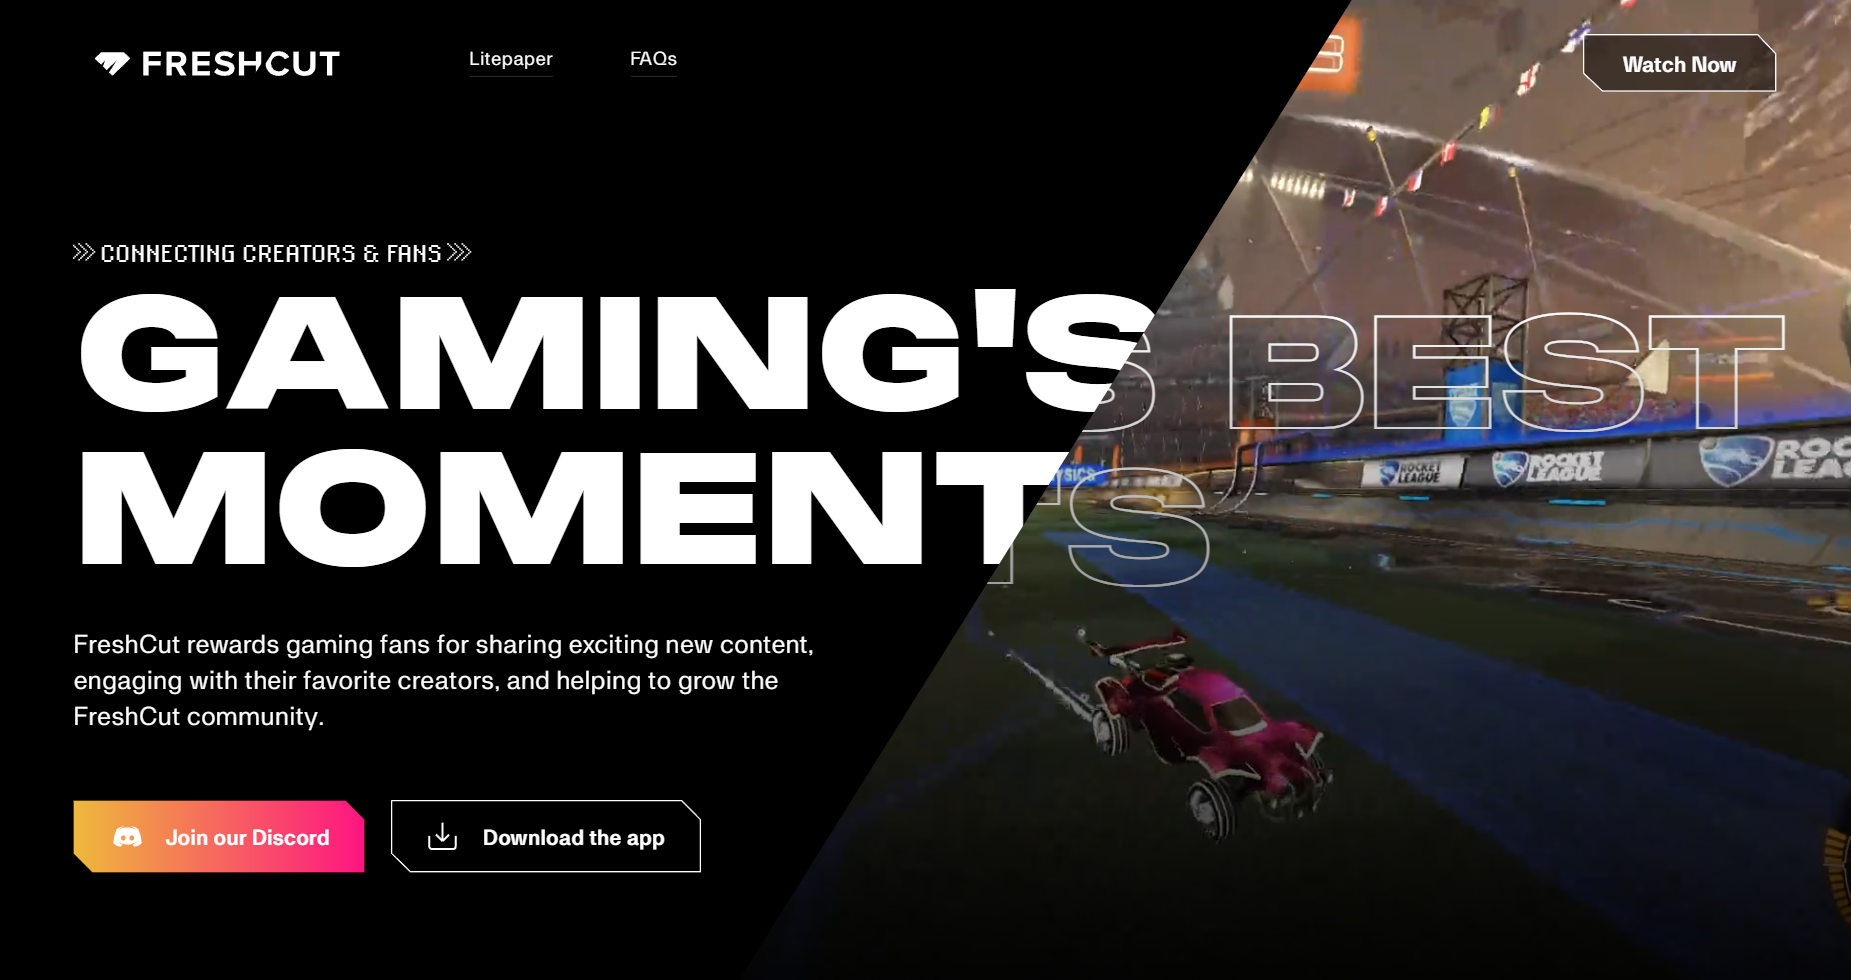 FRESHCUT
Litepaper
FAQs
Watch Now
CONNECTING CREATORS & FANS
GAMING'S BEST
MOMENTS
ROCKET
LEAGUE
ROCKET
LEAGUE
FreshCut rewards gaming fans for sharing exciting new content,
engaging with their favorite creators, and helping to grow the
FreshCut community.
Join our Discord
Download the app